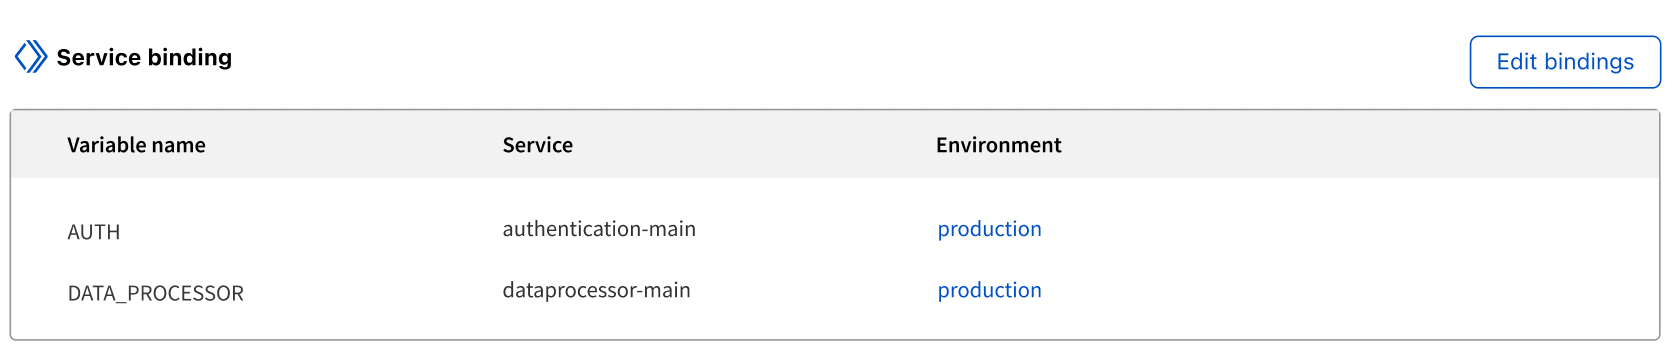 Service binding
Edit bindings
Variable name Service Environment
AUTH authentication-main production
DATA_PROCESSOR dataprocessor-main production